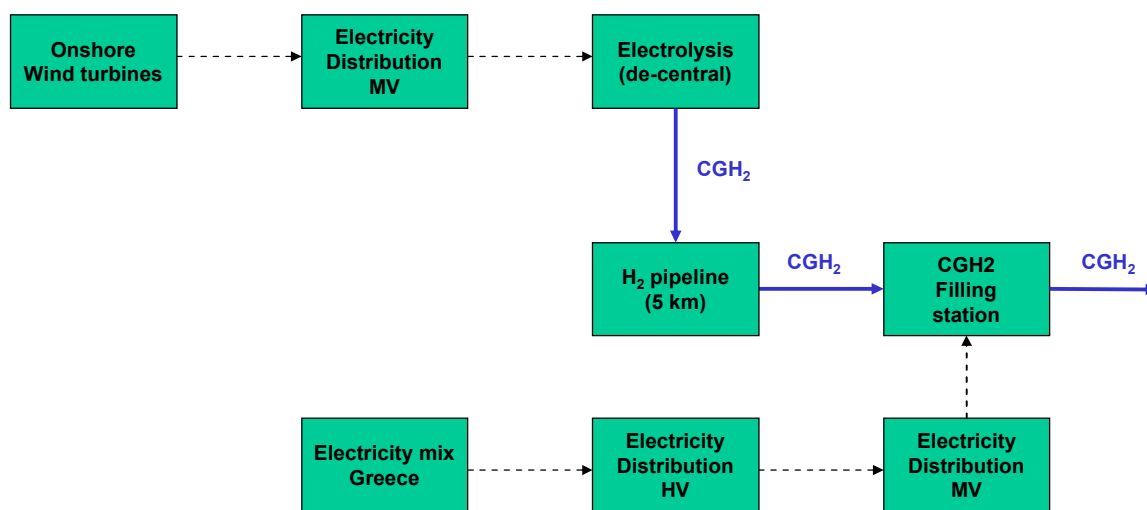 Onshore
Wind turbines
Electricity
Distribution
MV
Electrolysis
(de-central)
CGH₂
H₂ pipeline
(5 km)
CGH₂
CGH2
Filling
station
CGH₂
Electricity mix
Greece
Electricity
Distribution
HV
Electricity
Distribution
MV